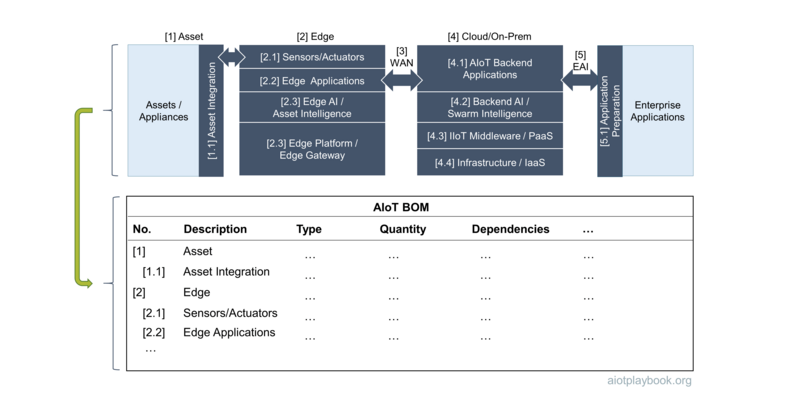 [1] Asset
[2] Edge
[3]
WAN
[4] Cloud/On-Prem
[5]
EAI
Assets /
Appliances
[1.1] Asset Integration
[2.1] Sensors/Actuators
[2.2] Edge Applications
[2.3] Edge AI /
Asset Intelligence
[2.3] Edge Platform /
Edge Gateway
[4.1] AIoT Backend
Applications
[4.2] Backend AI /
Swarm Intelligence
[4.3] IIoT Middleware / PaaS
[4.4] Infrastructure / IaaS
[5,1] Application
Preparation
Enterprise
Applications
AIoT BOM
No. Description Type Quantity Dependencies …
[1] Asset … … … …
[1.1] Asset Integration … … … …
[2] Edge … … … …
[2.1] Sensors/Actuators … … … …
[2.2] Edge Applications … … … …
…
aiotplaybook.org